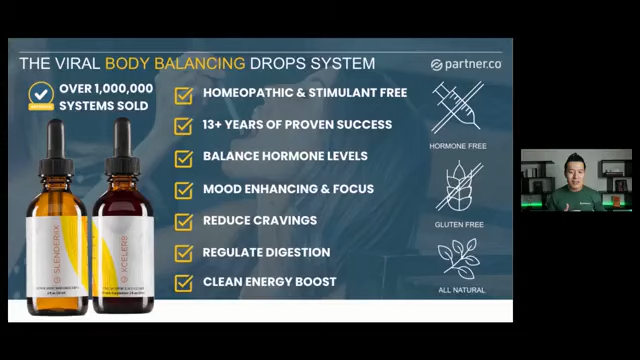 THE VIRAL BODY BALANCING DROPS SYSTEM
partner.co
OVER 1,000,000
SYSTEMS SOLD
HOMEOPATHIC & STIMULANT FREE
13+ YEARS OF PROVEN SUCCESS
BALANCE HORMONE LEVELS
MOOD ENHANCING & FOCUS
REDUCE CRAVINGS
REGULATE DIGESTION
CLEAN ENERGY BOOST
HORMONE FREE
GLUTEN FREE
ALL NATURAL
SLENDERIIX
XCELERIS